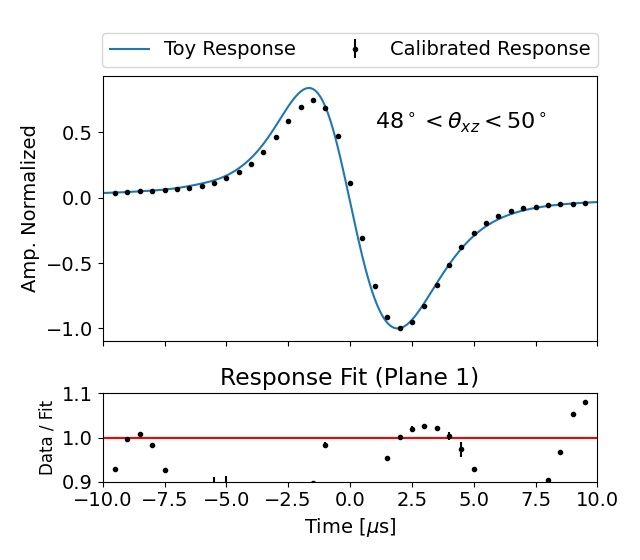 Toy Response Calibrated Response
48° < θxz < 50°
Amp. Normalized
0.5
0.0
−0.5
−1.0
Response Fit (Plane 1)
Data / Fit
1.1
1.0
0.9
−10.0 −7.5 −5.0 −2.5 0.0 2.5 5.0 7.5 10.0
Time [μs]